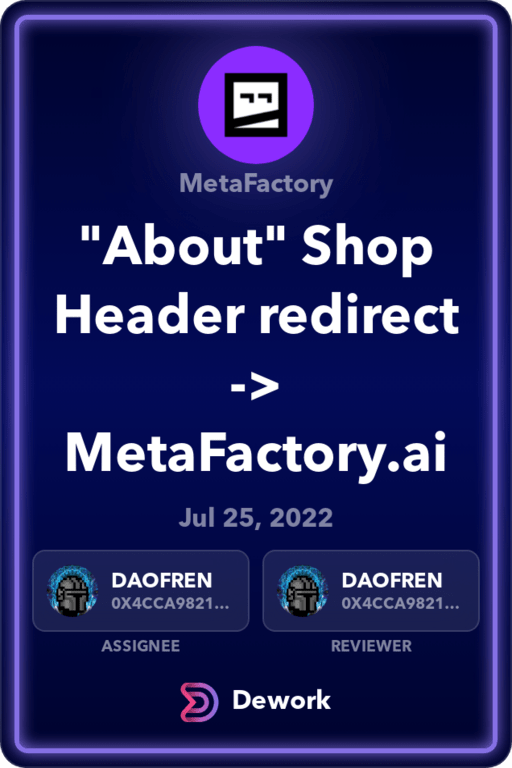 MetaFactory
"About" Shop
Header redirect
->
MetaFactory.ai
Jul 25, 2022
DAOFREN
0X4CCA9821...
ASSIGNEE
DAOFREN
0X4CCA9821...
REVIEWER
Dework